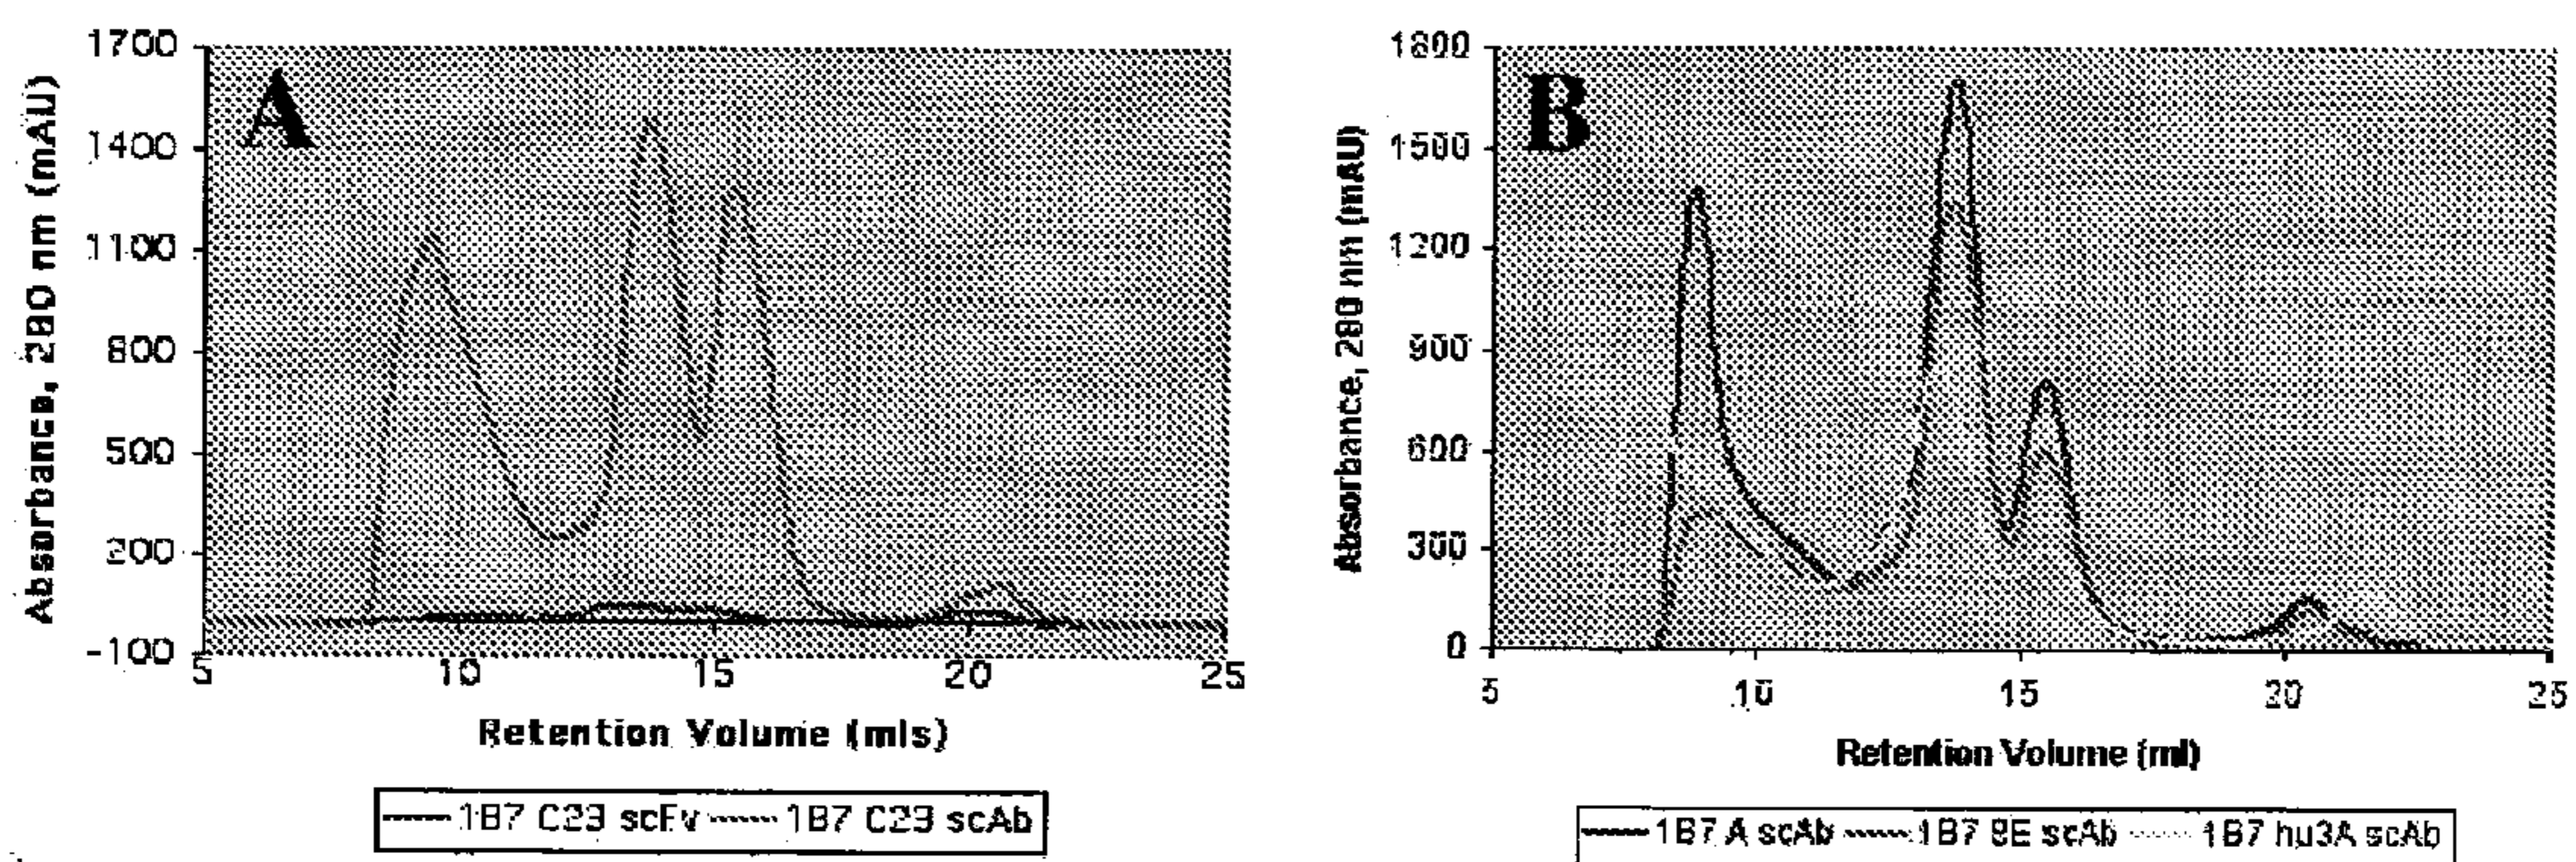 A
1700
1400
1100
800
500
200
-100
5 10 15 20 25
Absorbance, 280 nm (mAU)
Retention Volume (mls)
1B7 C23 scFv 1B7 C23 scAb
B
1800
1500
1200
900
600
300
0
5 10 15 20 25
Absorbance, 280 nm (mAU)
Retention Volume (ml)
1B7 A scAb 1B7 scAb 1B7 hu3A scAb